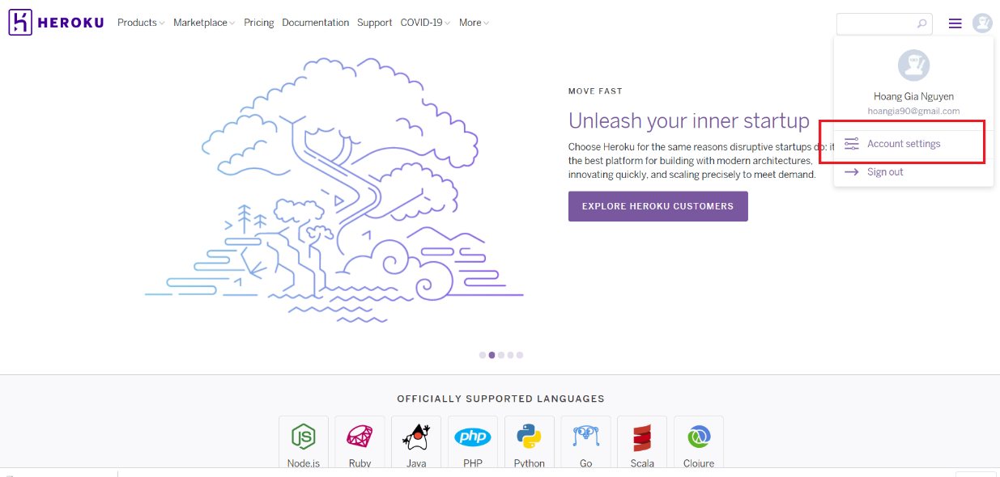 HEROKU
Products Marketplace Pricing Documentation Support COVID-19 More
Hoang Gia Nguyen
hoangia90@gmail.com
Account settings
Sign out
MOVE FAST
Unleash your inner startup
Choose Heroku for the same reasons disruptive startups do: it
the best platform for building with modern architectures,
innovating quickly, and scaling precisely to meet demand.
EXPLORE HEROKU CUSTOMERS
OFFICIALLY SUPPORTED LANGUAGES
JS
php
Node.js Ruby Java PHP Python Go Scala Clojure